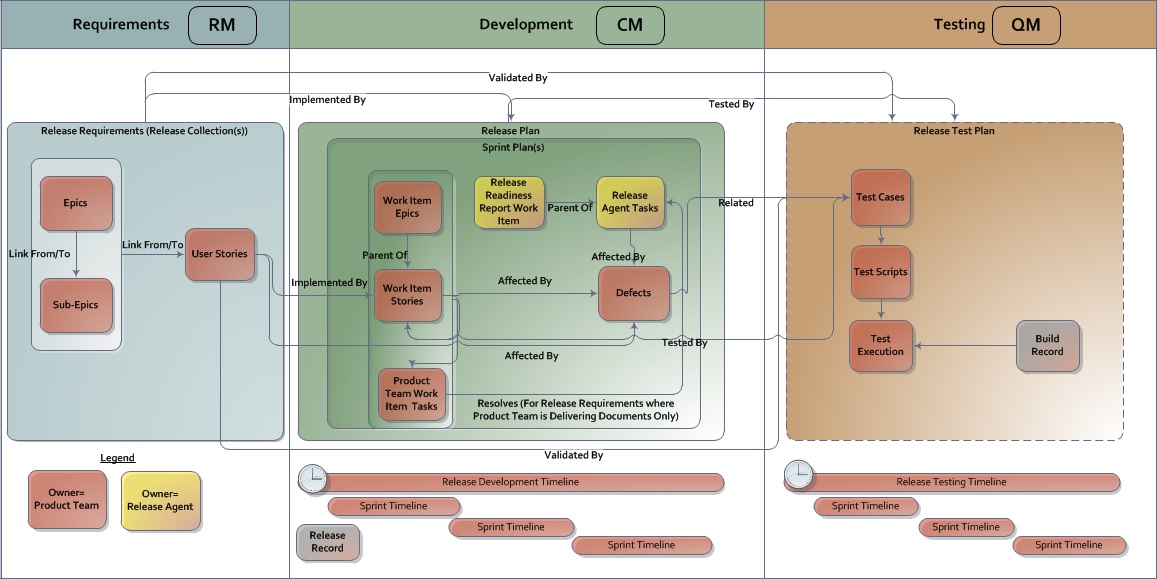 Requirements RM
Development CM
Testing QM
Validated By
Implemented By
Tested By
Release Requirements (Release Collection(s))
Epics
Link From/To
Sub-Epics
Link From/To
User Stories
Implemented By
Release Plan
Sprint Plan(s)
Work Item
Epics
Parent Of
Work Item
Stories
Product
Team Work
Item Tasks
Release
Readiness
Report Work
Item
Parent Of
Release
Agent Tasks
Affected By
Affected By
Defects
Affected By
Tested By
Related
Resolves (For Release Requirements where
Product Team is Delivering Documents Only)
Validated By
Release Test Plan
Test Cases
Test Scripts
Test
Execution
Build
Record
Legend
Owner=
Product Team
Owner=
Release Agent
Release Development Timeline
Sprint Timeline
Sprint Timeline
Sprint Timeline
Release
Record
Release Testing Timeline
Sprint Timeline
Sprint Timeline
Sprint Timeline